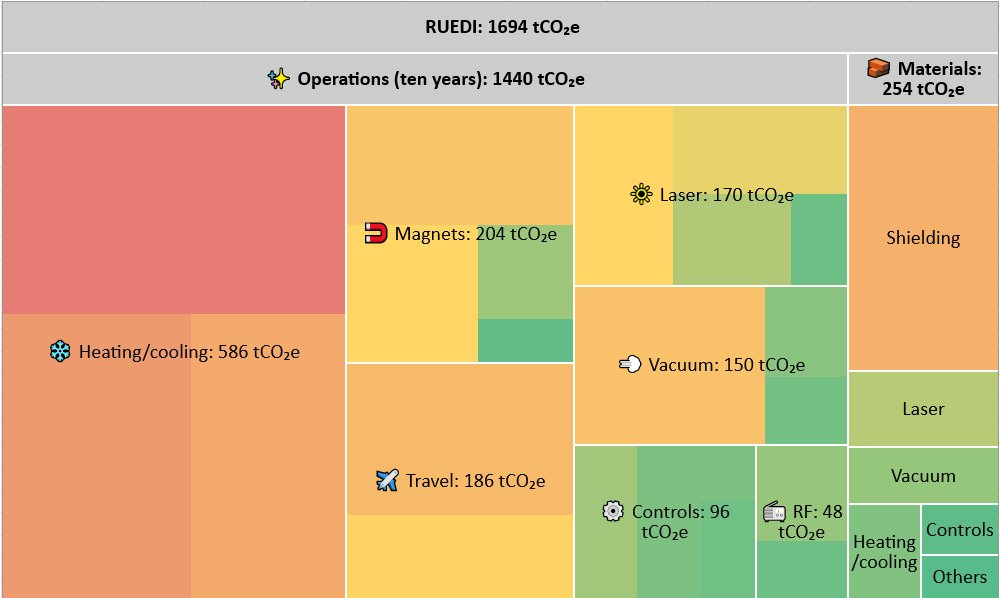 RUEDI: 1694 tCO₂e
Operations (ten years): 1440 tCO₂e
Materials:
254 tCO₂e
Heating/cooling: 586 tCO₂e
Magnets: 204 tCO₂e
Travel: 186 tCO₂e
Laser: 170 tCO₂e
Vacuum: 150 tCO₂e
Controls: 96
tCO₂e
RF: 48
tCO₂e
Shielding
Laser
Vacuum
Heating
/cooling
Controls
Others